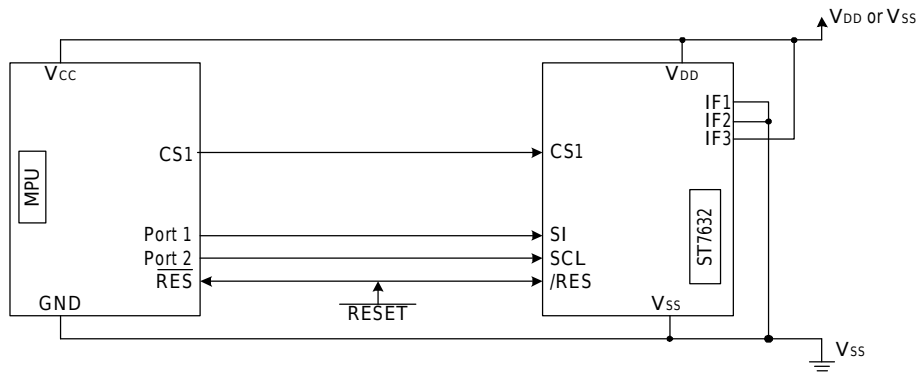 VDD or VSS
VCC
VDD
IF1
IF2
IF3
MPU
CS1
CS1
ST7632
Port 1
SI
Port 2
SCL
RES
/RES
GND
RESET
VSS
VSS